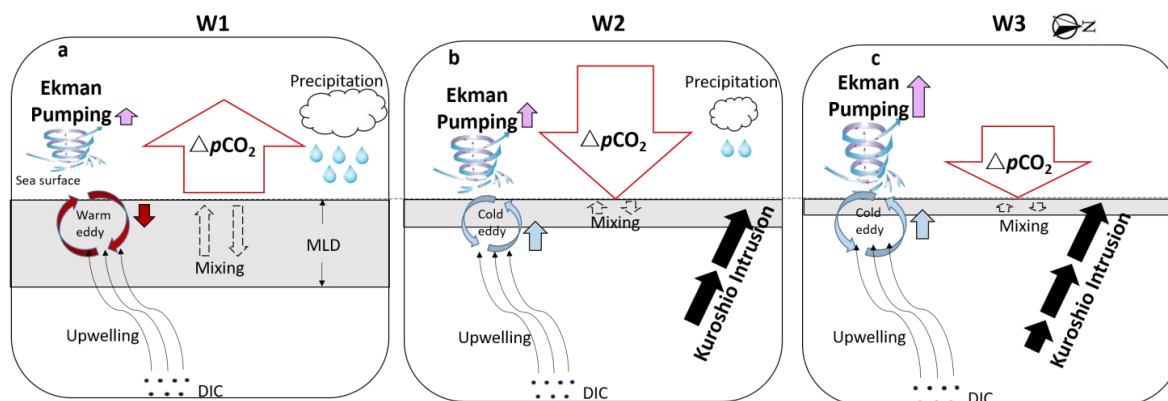 W1
a
Ekman
Pumping
Precipitation
△pCO₂
Sea surface
Warm
eddy
Mixing
MLD
Upwelling
DIC
W2
b
Ekman
Pumping
Precipitation
△pCO₂
Cold
eddy
Mixing
Kuroshio Intrusion
Upwelling
DIC
W3
N
c
Ekman
Pumping
△pCO₂
Cold
eddy
Mixing
Kuroshio Intrusion
Upwelling
DIC